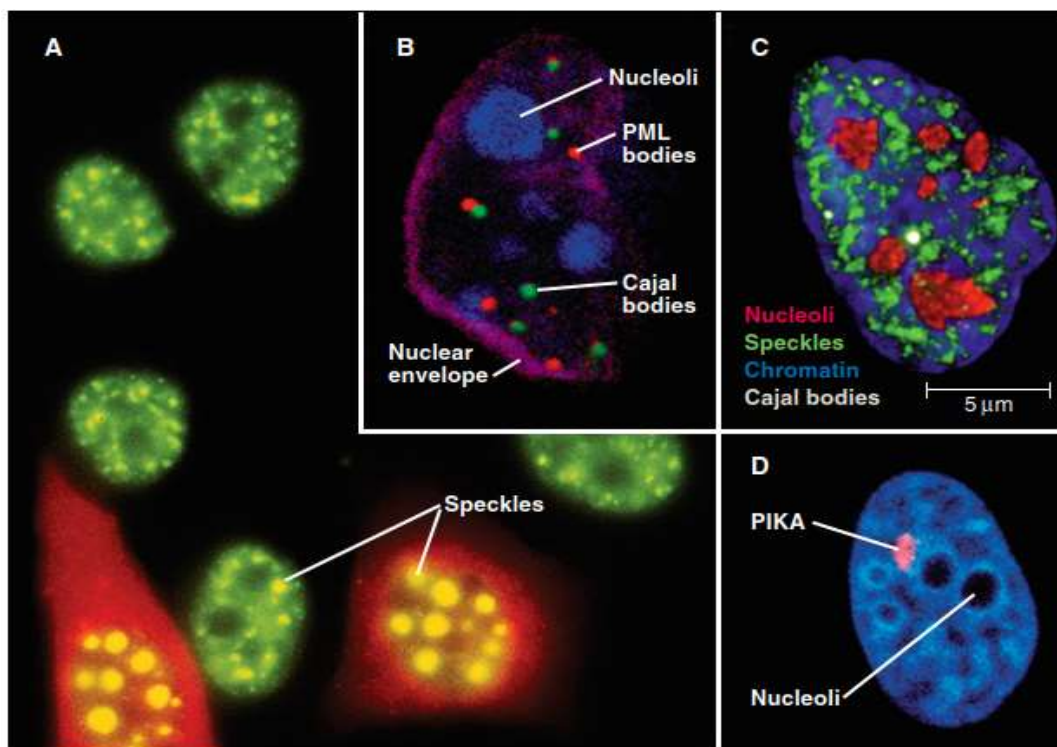 A
Speckles
B
Nucleoli
PML
bodies
Cajal
bodies
Nuclear
envelope
C
Nucleoli
Speckles
Chromatin
Cajal bodies
5 µm
D
PIKA
Nucleoli